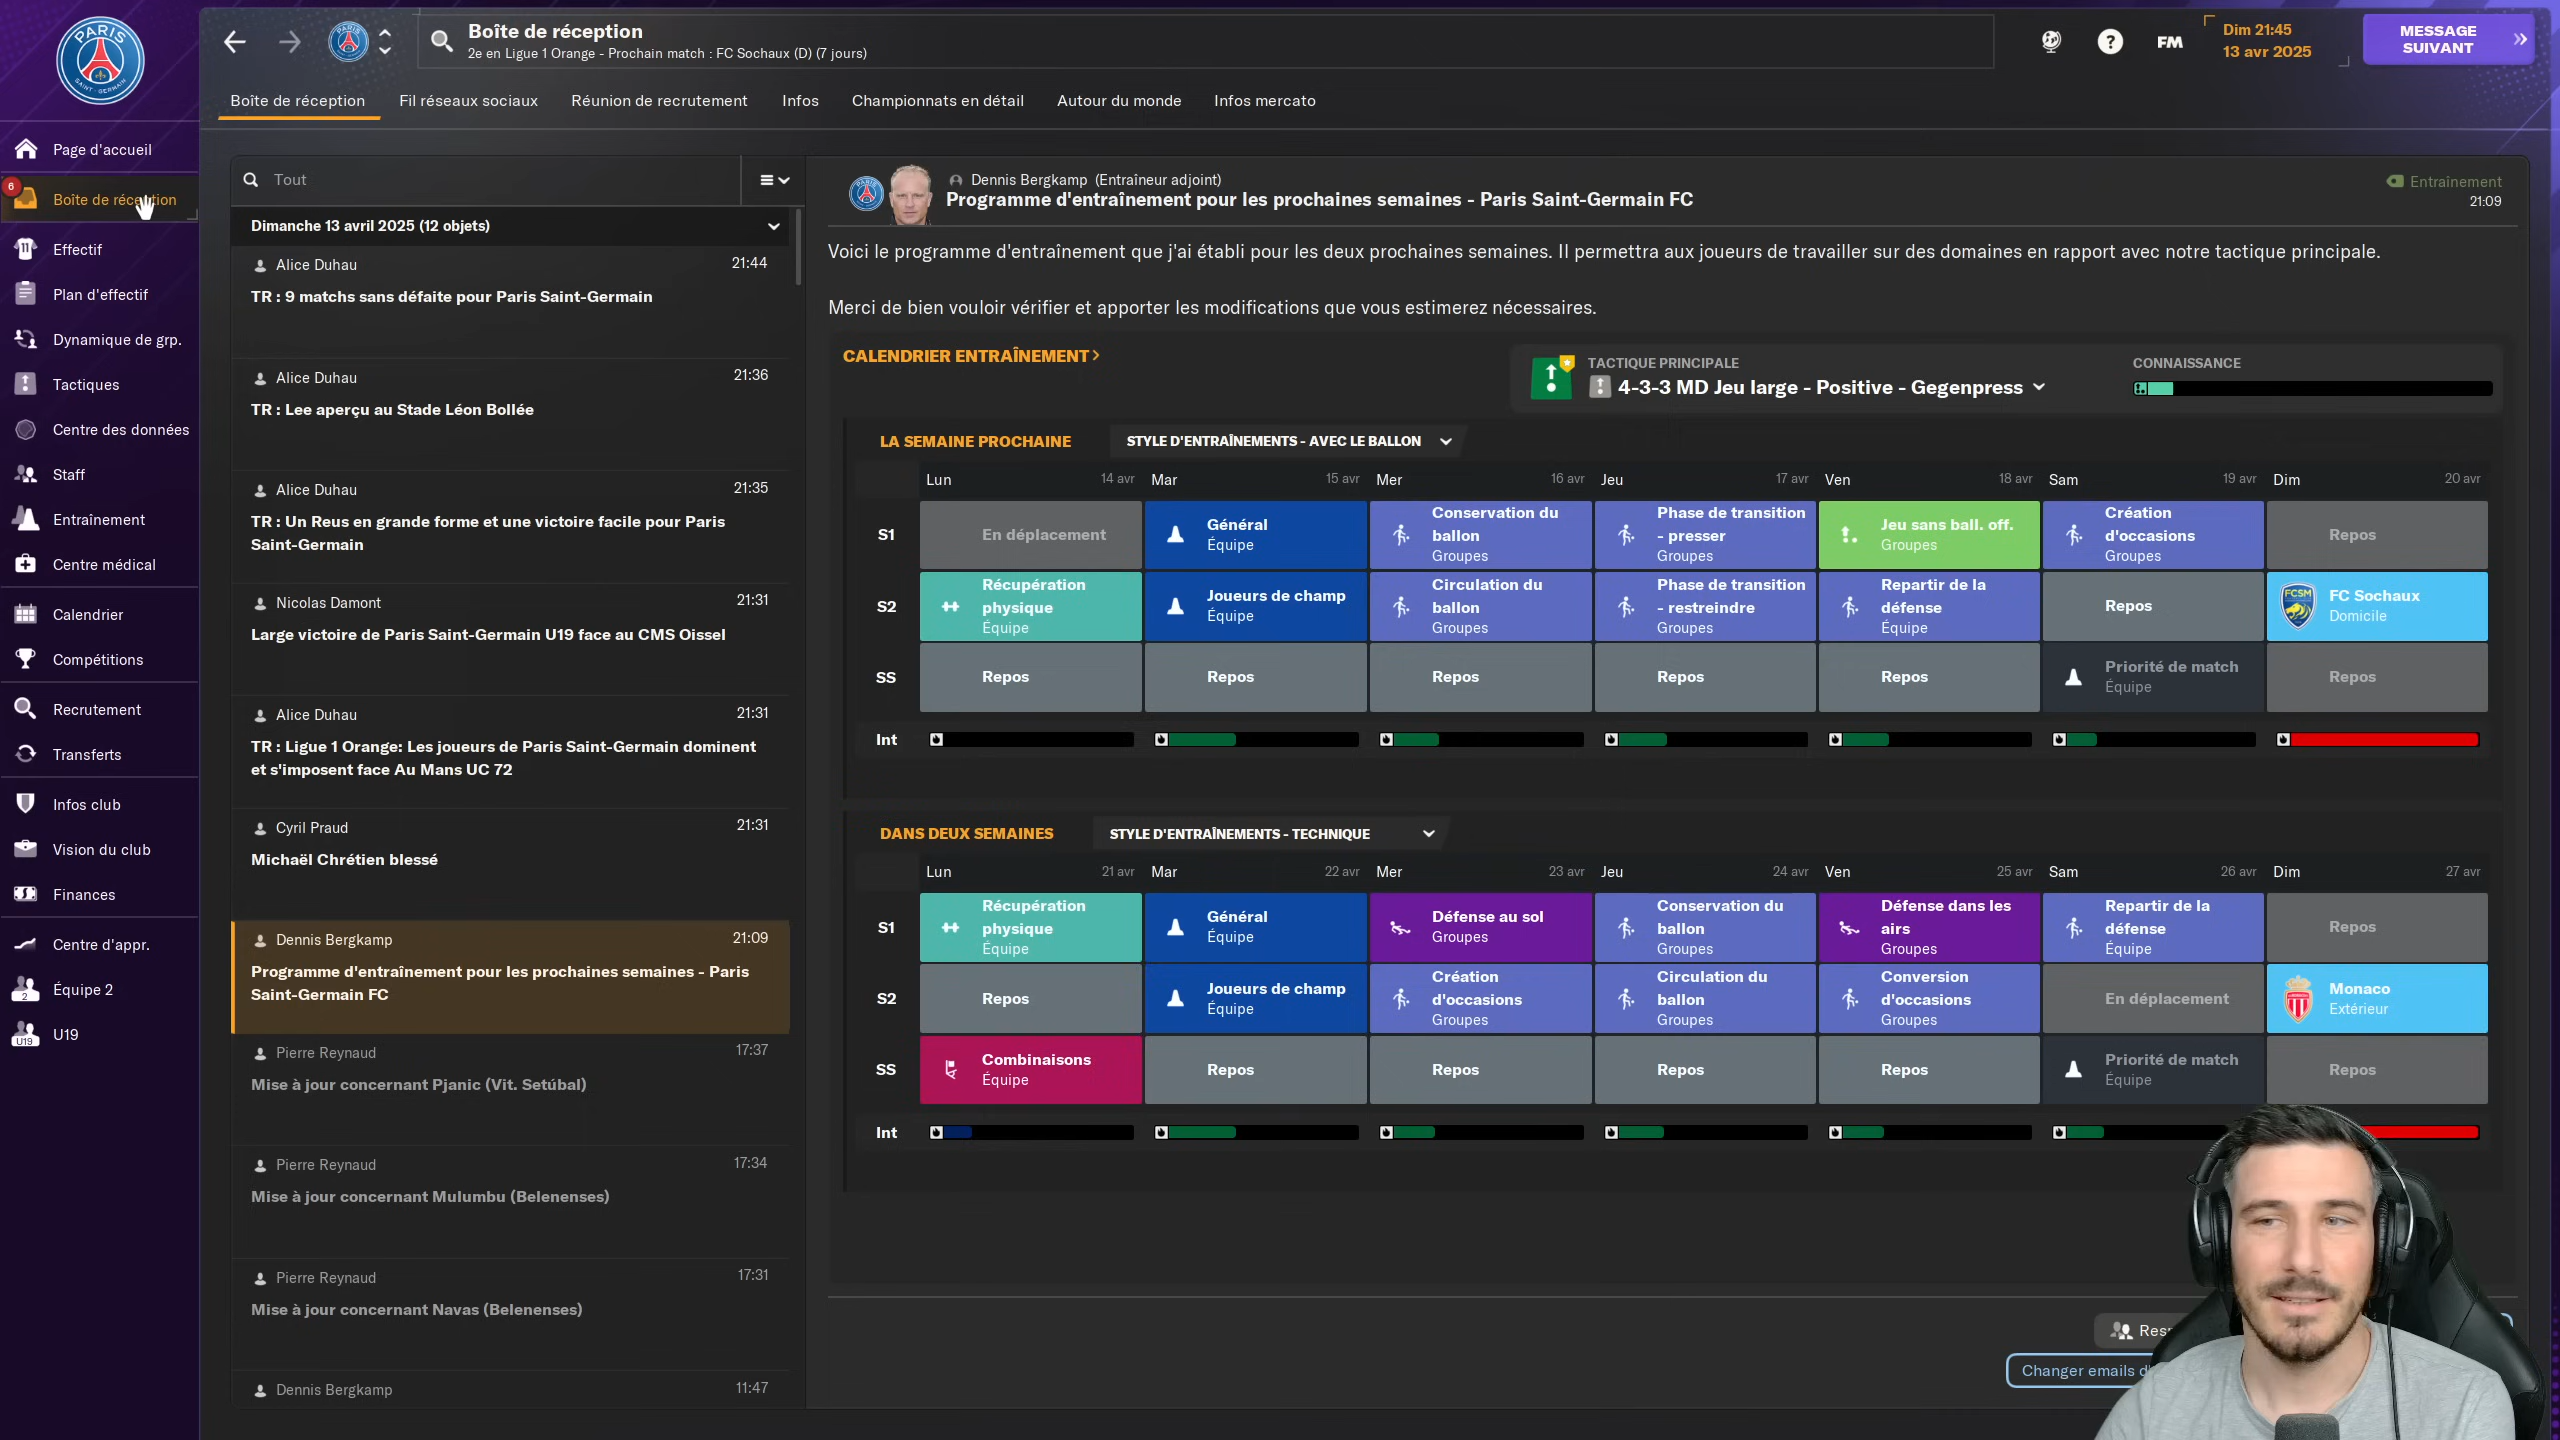 PARIS
SAINT-GERMAIN
Boîte de réception
2e en Ligue 1 Orange - Prochain match : FC Sochaux (D) (7 jours)
FM
Dim 21:45
13 avr 2025
MESSAGE
SUIVANT
Boîte de réception
Fil réseaux sociaux
Réunion de recrutement
Infos
Championnats en détail
Autour du monde
Infos mercato
Page d'accueil
6
Boîte de réception
11
Effectif
Plan d'effectif
Dynamique de grp.
Tactiques
Centre des données
Staff
Entraînement
Centre médical
Calendrier
Compétitions
Recrutement
Transferts
Infos club
Vision du club
Finances
Centre d'appr.
2
Équipe 2
U19
U19
Tout
Dimanche 13 avril 2025 (12 objets)
Alice Duhau
21:44
TR : 9 matchs sans défaite pour Paris Saint-Germain
Alice Duhau
21:36
TR : Lee aperçu au Stade Léon Bollée
Alice Duhau
21:35
TR : Un Reus en grande forme et une victoire facile pour Paris
Saint-Germain
Nicolas Damont
21:31
Large victoire de Paris Saint-Germain U19 face au CMS Oissel
Alice Duhau
21:31
TR : Ligue 1 Orange: Les joueurs de Paris Saint-Germain dominent
et s'imposent face Au Mans UC 72
Cyril Praud
21:31
Michaël Chrétien blessé
Dennis Bergkamp
21:09
Programme d'entraînement pour les prochaines semaines - Paris
Saint-Germain FC
Pierre Reynaud
17:37
Mise à jour concernant Pjanic (Vit. Setúbal)
Pierre Reynaud
17:34
Mise à jour concernant Mulumbu (Belenenses)
Pierre Reynaud
17:31
Mise à jour concernant Navas (Belenenses)
Dennis Bergkamp
11:47
Dennis Bergkamp (Entraîneur adjoint)
Programme d'entraînement pour les prochaines semaines - Paris Saint-Germain FC
Entrainement
21:09
Voici le programme d'entraînement que j'ai établi pour les deux prochaines semaines. Il permettra aux joueurs de travailler sur des domaines en rapport avec notre tactique principale.
Merci de bien vouloir vérifier et apporter les modifications que vous estimerez nécessaires.
CALENDRIER ENTRAÎNEMENT
TACTIQUE PRINCIPALE
4-3-3 MD Jeu large - Positive - Gegenpress
CONNAISSANCE
LA SEMAINE PROCHAINE
STYLE D'ENTRAÎNEMENTS - AVEC LE BALLON
Lun 14 avr Mar 15 avr Mer 16 avr Jeu 17 avr Ven 18 avr Sam 19 avr Dim 20 avr
S1
En déplacement
Général
Équipe
Conservation du
ballon
Groupes
Phase de transition
- presser
Groupes
Jeu sans ball. off.
Groupes
Création
d'occasions
Groupes
Repos
S2
Récupération
physique
Équipe
Joueurs de champ
Équipe
Circulation du
ballon
Groupes
Phase de transition
- restreindre
Groupes
Repartir de la
défense
Équipe
Repos
FCSM
FC Sochaux
Domicile
SS
Repos
Repos
Repos
Repos
Repos
Priorité de match
Équipe
Repos
Int
DANS DEUX SEMAINES
STYLE D'ENTRAÎNEMENTS - TECHNIQUE
Lun 21 avr Mar 22 avr Mer 23 avr Jeu 24 avr Ven 25 avr Sam 26 avr Dim 27 avr
S1
Récupération
physique
Équipe
Général
Équipe
Défense au sol
Groupes
Conservation du
ballon
Groupes
Défense dans les
airs
Groupes
Repartir de la
défense
Équipe
Repos
S2
Repos
Joueurs de champ
Équipe
Création
d'occasions
Groupes
Circulation du
ballon
Groupes
Conversion
d'occasions
Groupes
En déplacement
Monaco
Extérieur
SS
Combinaisons
Équipe
Repos
Repos
Repos
Repos
Priorité de match
Équipe
Repos
Int
Changer emails